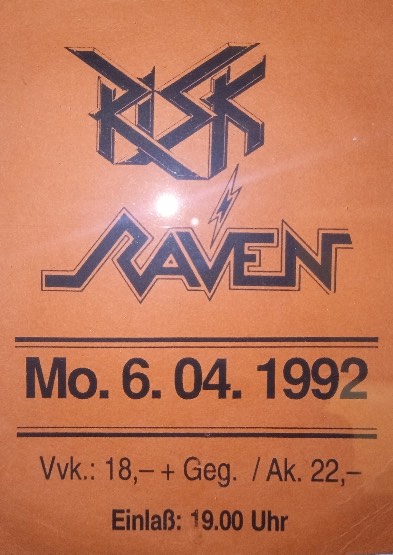 RISK
RAVEN
Mo. 6. 04. 1992
Vvk.: 18,– + Geg. / Ak. 22,–
Einlaß: 19.00 Uhr